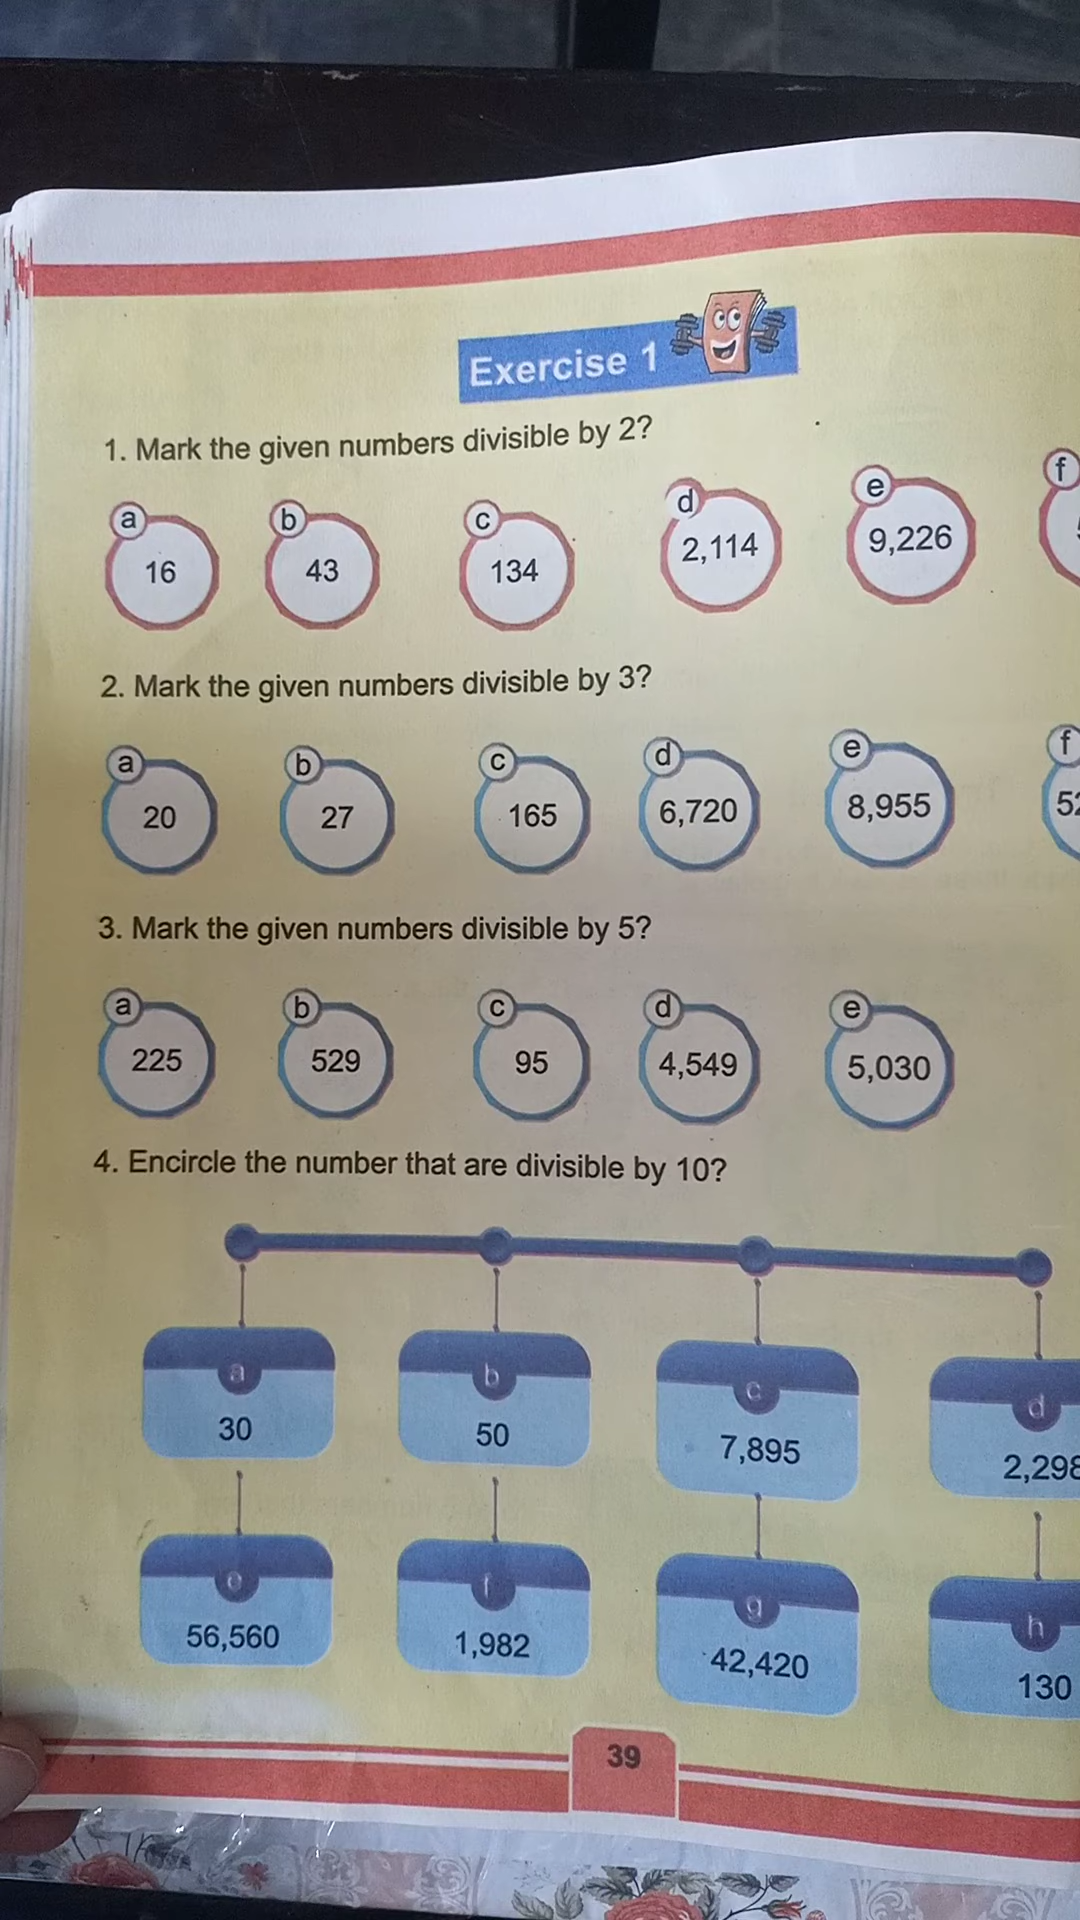 Exercise 1
1. Mark the given numbers divisible by 2?
a b c d e f
16 43 134 2,114 9,226
2. Mark the given numbers divisible by 3?
a b c d e f
20 27 165 6,720 8,955
3. Mark the given numbers divisible by 5?
a b c d e
225 529 95 4,549 5,030
4. Encircle the number that are divisible by 10?
a b c d
30 50 7,895 2,298
e f g h
56,560 1,982 42,420 130
39